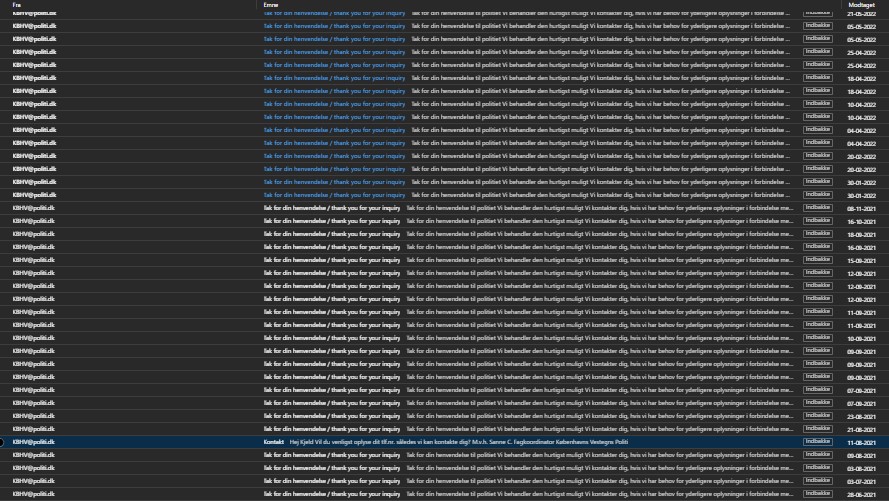 Fra Emne Modtaget
KBHV@politi.dk Tak for din henvendelse / thank you for your inquiry Tak for din henvendelse til politiet Vi behandler den hurtigst muligt Vi kontakter dig, hvis vi har behov for yderligere oplysninger i forbindelse ... Indbakke 21-05-2022
KBHV@politi.dk Tak for din henvendelse / thank you for your inquiry Tak for din henvendelse til politiet Vi behandler den hurtigst muligt Vi kontakter dig, hvis vi har behov for yderligere oplysninger i forbindelse ... Indbakke 05-05-2022
KBHV@politi.dk Tak for din henvendelse / thank you for your inquiry Tak for din henvendelse til politiet Vi behandler den hurtigst muligt Vi kontakter dig, hvis vi har behov for yderligere oplysninger i forbindelse ... Indbakke 05-05-2022
KBHV@politi.dk Tak for din henvendelse / thank you for your inquiry Tak for din henvendelse til politiet Vi behandler den hurtigst muligt Vi kontakter dig, hvis vi har behov for yderligere oplysninger i forbindelse ... Indbakke 25-04-2022
KBHV@politi.dk Tak for din henvendelse / thank you for your inquiry Tak for din henvendelse til politiet Vi behandler den hurtigst muligt Vi kontakter dig, hvis vi har behov for yderligere oplysninger i forbindelse ... Indbakke 25-04-2022
KBHV@politi.dk Tak for din henvendelse / thank you for your inquiry Tak for din henvendelse til politiet Vi behandler den hurtigst muligt Vi kontakter dig, hvis vi har behov for yderligere oplysninger i forbindelse ... Indbakke 18-04-2022
KBHV@politi.dk Tak for din henvendelse / thank you for your inquiry Tak for din henvendelse til politiet Vi behandler den hurtigst muligt Vi kontakter dig, hvis vi har behov for yderligere oplysninger i forbindelse ... Indbakke 18-04-2022
KBHV@politi.dk Tak for din henvendelse / thank you for your inquiry Tak for din henvendelse til politiet Vi behandler den hurtigst muligt Vi kontakter dig, hvis vi har behov for yderligere oplysninger i forbindelse ... Indbakke 10-04-2022
KBHV@politi.dk Tak for din henvendelse / thank you for your inquiry Tak for din henvendelse til politiet Vi behandler den hurtigst muligt Vi kontakter dig, hvis vi har behov for yderligere oplysninger i forbindelse ... Indbakke 10-04-2022
KBHV@politi.dk Tak for din henvendelse / thank you for your inquiry Tak for din henvendelse til politiet Vi behandler den hurtigst muligt Vi kontakter dig, hvis vi har behov for yderligere oplysninger i forbindelse ... Indbakke 04-04-2022
KBHV@politi.dk Tak for din henvendelse / thank you for your inquiry Tak for din henvendelse til politiet Vi behandler den hurtigst muligt Vi kontakter dig, hvis vi har behov for yderligere oplysninger i forbindelse ... Indbakke 04-04-2022
KBHV@politi.dk Tak for din henvendelse / thank you for your inquiry Tak for din henvendelse til politiet Vi behandler den hurtigst muligt Vi kontakter dig, hvis vi har behov for yderligere oplysninger i forbindelse ... Indbakke 20-02-2022
KBHV@politi.dk Tak for din henvendelse / thank you for your inquiry Tak for din henvendelse til politiet Vi behandler den hurtigst muligt Vi kontakter dig, hvis vi har behov for yderligere oplysninger i forbindelse ... Indbakke 20-02-2022
KBHV@politi.dk Tak for din henvendelse / thank you for your inquiry Tak for din henvendelse til politiet Vi behandler den hurtigst muligt Vi kontakter dig, hvis vi har behov for yderligere oplysninger i forbindelse ... Indbakke 30-01-2022
KBHV@politi.dk Tak for din henvendelse / thank you for your inquiry Tak for din henvendelse til politiet Vi behandler den hurtigst muligt Vi kontakter dig, hvis vi har behov for yderligere oplysninger i forbindelse ... Indbakke 30-01-2022
KBHV@politi.dk Tak for din henvendelse / thank you for your inquiry Tak for din henvendelse til politiet Vi behandler den hurtigst muligt Vi kontakter dig, hvis vi har behov for yderligere oplysninger i forbindelse me... Indbakke 08-11-2021
KBHV@politi.dk Tak for din henvendelse / thank you for your inquiry Tak for din henvendelse til politiet Vi behandler den hurtigst muligt Vi kontakter dig, hvis vi har behov for yderligere oplysninger i forbindelse me... Indbakke 16-10-2021
KBHV@politi.dk Tak for din henvendelse / thank you for your inquiry Tak for din henvendelse til politiet Vi behandler den hurtigst muligt Vi kontakter dig, hvis vi har behov for yderligere oplysninger i forbindelse me... Indbakke 18-09-2021
KBHV@politi.dk Tak for din henvendelse / thank you for your inquiry Tak for din henvendelse til politiet Vi behandler den hurtigst muligt Vi kontakter dig, hvis vi har behov for yderligere oplysninger i forbindelse me... Indbakke 16-09-2021
KBHV@politi.dk Tak for din henvendelse / thank you for your inquiry Tak for din henvendelse til politiet Vi behandler den hurtigst muligt Vi kontakter dig, hvis vi har behov for yderligere oplysninger i forbindelse me... Indbakke 15-09-2021
KBHV@politi.dk Tak for din henvendelse / thank you for your inquiry Tak for din henvendelse til politiet Vi behandler den hurtigst muligt Vi kontakter dig, hvis vi har behov for yderligere oplysninger i forbindelse me... Indbakke 12-09-2021
KBHV@politi.dk Tak for din henvendelse / thank you for your inquiry Tak for din henvendelse til politiet Vi behandler den hurtigst muligt Vi kontakter dig, hvis vi har behov for yderligere oplysninger i forbindelse me... Indbakke 12-09-2021
KBHV@politi.dk Tak for din henvendelse / thank you for your inquiry Tak for din henvendelse til politiet Vi behandler den hurtigst muligt Vi kontakter dig, hvis vi har behov for yderligere oplysninger i forbindelse me... Indbakke 12-09-2021
KBHV@politi.dk Tak for din henvendelse / thank you for your inquiry Tak for din henvendelse til politiet Vi behandler den hurtigst muligt Vi kontakter dig, hvis vi har behov for yderligere oplysninger i forbindelse me... Indbakke 11-09-2021
KBHV@politi.dk Tak for din henvendelse / thank you for your inquiry Tak for din henvendelse til politiet Vi behandler den hurtigst muligt Vi kontakter dig, hvis vi har behov for yderligere oplysninger i forbindelse me... Indbakke 11-09-2021
KBHV@politi.dk Tak for din henvendelse / thank you for your inquiry Tak for din henvendelse til politiet Vi behandler den hurtigst muligt Vi kontakter dig, hvis vi har behov for yderligere oplysninger i forbindelse me... Indbakke 10-09-2021
KBHV@politi.dk Tak for din henvendelse / thank you for your inquiry Tak for din henvendelse til politiet Vi behandler den hurtigst muligt Vi kontakter dig, hvis vi har behov for yderligere oplysninger i forbindelse me... Indbakke 09-09-2021
KBHV@politi.dk Tak for din henvendelse / thank you for your inquiry Tak for din henvendelse til politiet Vi behandler den hurtigst muligt Vi kontakter dig, hvis vi har behov for yderligere oplysninger i forbindelse me... Indbakke 09-09-2021
KBHV@politi.dk Tak for din henvendelse / thank you for your inquiry Tak for din henvendelse til politiet Vi behandler den hurtigst muligt Vi kontakter dig, hvis vi har behov for yderligere oplysninger i forbindelse me... Indbakke 09-09-2021
KBHV@politi.dk Tak for din henvendelse / thank you for your inquiry Tak for din henvendelse til politiet Vi behandler den hurtigst muligt Vi kontakter dig, hvis vi har behov for yderligere oplysninger i forbindelse me... Indbakke 07-09-2021
KBHV@politi.dk Tak for din henvendelse / thank you for your inquiry Tak for din henvendelse til politiet Vi behandler den hurtigst muligt Vi kontakter dig, hvis vi har behov for yderligere oplysninger i forbindelse me... Indbakke 07-08-2021
KBHV@politi.dk Tak for din henvendelse / thank you for your inquiry Tak for din henvendelse til politiet Vi behandler den hurtigst muligt Vi kontakter dig, hvis vi har behov for yderligere oplysninger i forbindelse me... Indbakke 23-08-2021
KBHV@politi.dk Tak for din henvendelse / thank you for your inquiry Tak for din henvendelse til politiet Vi behandler den hurtigst muligt Vi kontakter dig, hvis vi har behov for yderligere oplysninger i forbindelse me... Indbakke 21-08-2021
KBHV@politi.dk Kontakt Hej Kjeld Vil du venligst oplyse dit tlf.nr. således vi kan kontakte dig? M.v.h. Sanne C. Fagkoordinator Københavns Vestegns Politi Indbakke 11-08-2021
KBHV@politi.dk Tak for din henvendelse / thank you for your inquiry Tak for din henvendelse til politiet Vi behandler den hurtigst muligt Vi kontakter dig, hvis vi har behov for yderligere oplysninger i forbindelse me... Indbakke 09-08-2021
KBHV@politi.dk Tak for din henvendelse / thank you for your inquiry Tak for din henvendelse til politiet Vi behandler den hurtigst muligt Vi kontakter dig, hvis vi har behov for yderligere oplysninger i forbindelse me... Indbakke 03-08-2021
KBHV@politi.dk Tak for din henvendelse / thank you for your inquiry Tak for din henvendelse til politiet Vi behandler den hurtigst muligt Vi kontakter dig, hvis vi har behov for yderligere oplysninger i forbindelse me... Indbakke 03-07-2021
KBHV@politi.dk Tak for din henvendelse / thank you for your inquiry Tak for din henvendelse til politiet Vi behandler den hurtigst muligt Vi kontakter dig, hvis vi har behov for yderligere oplysninger i forbindelse me... Indbakke 28-06-2021